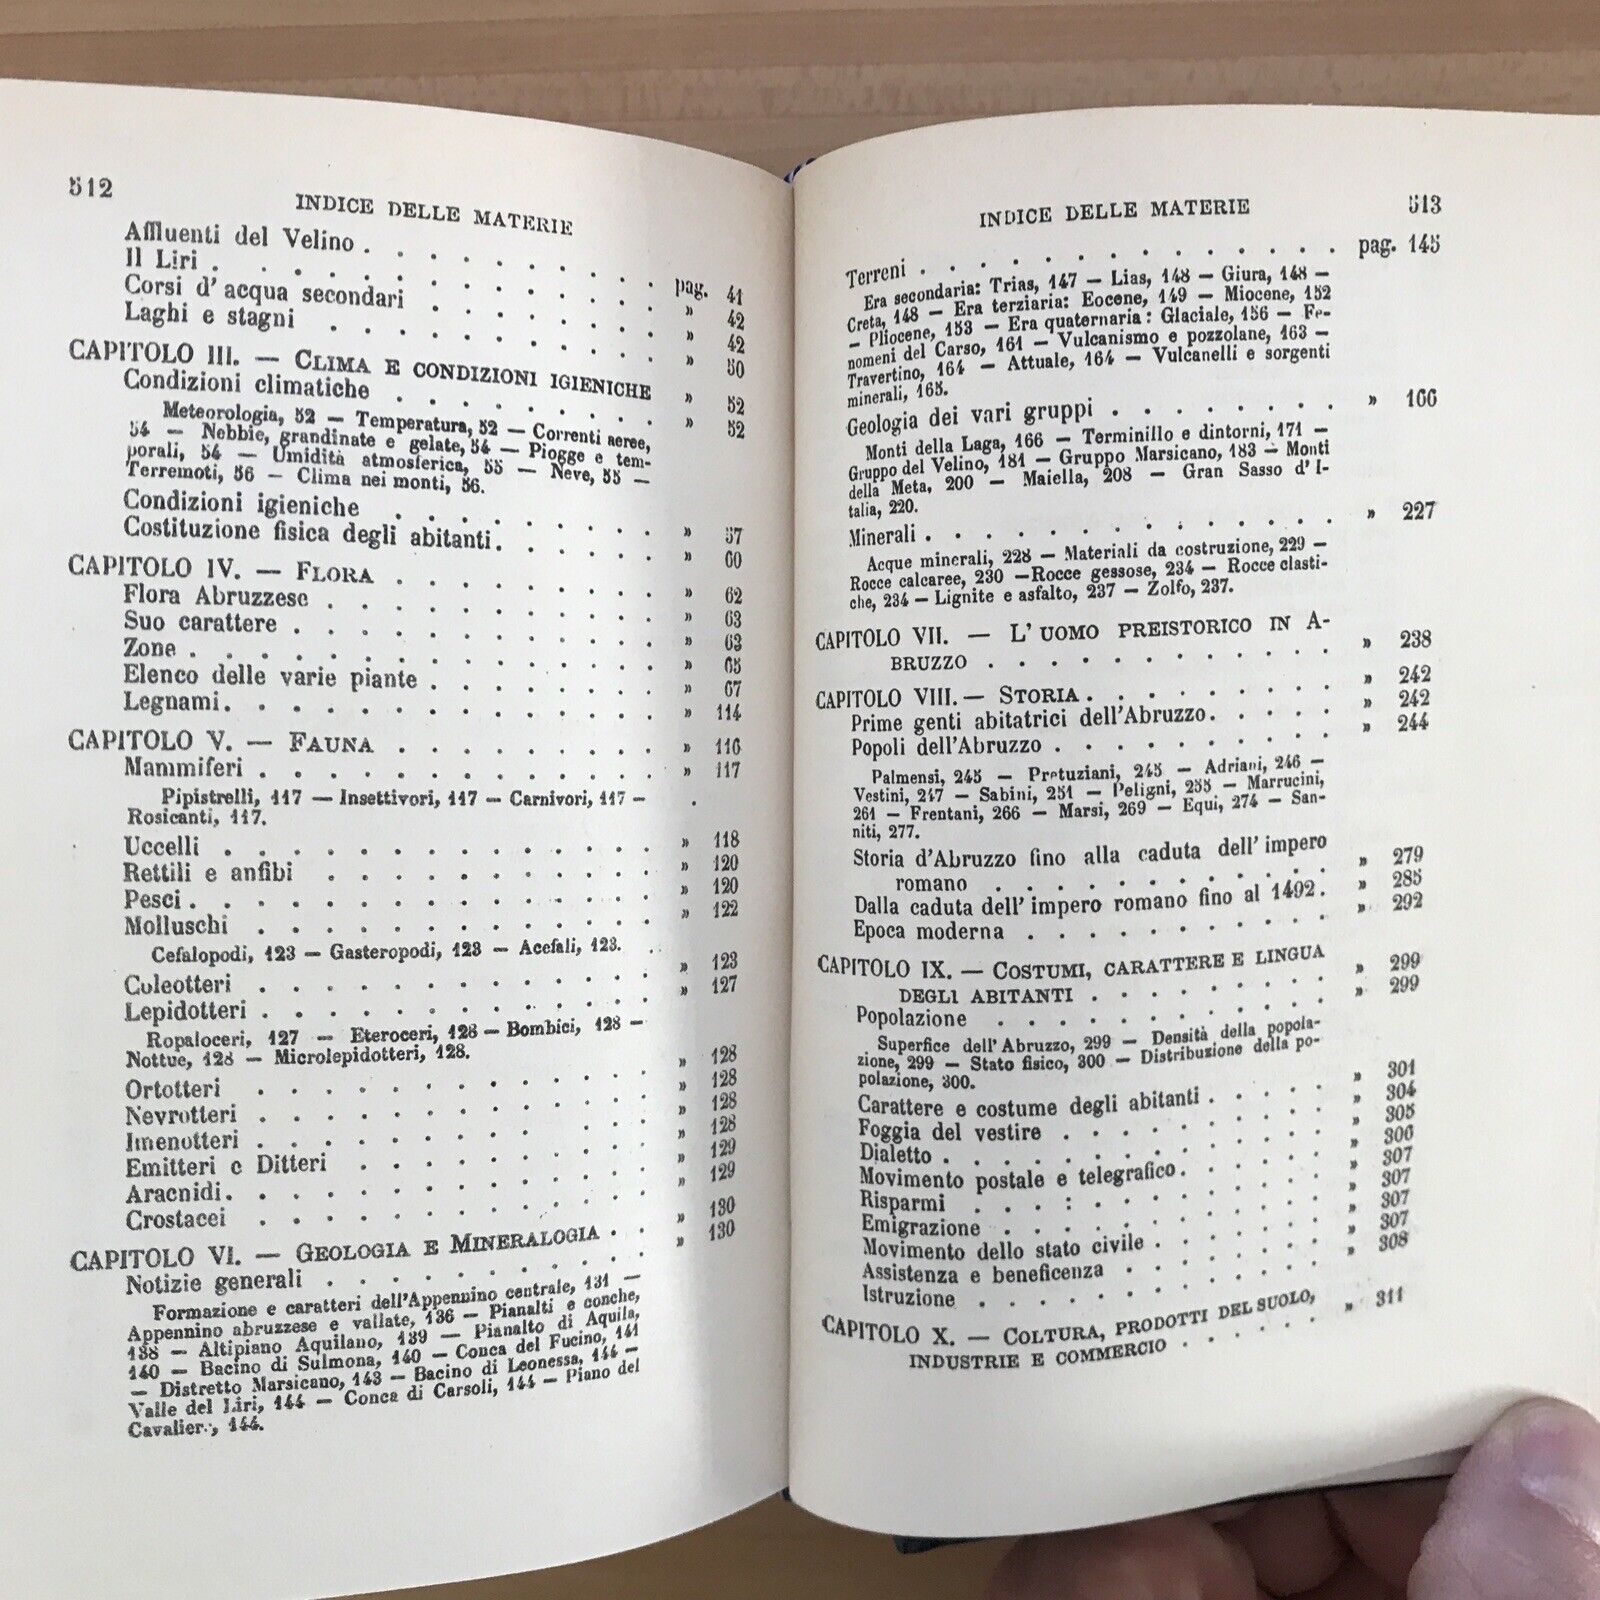 512
INDICE DELLE MATERIE
Affluenti del Velino . . . . . . . . . . pag. 41
Il Liri . . . . . . . . . . » 42
Corsi d'acqua secondari . . . . . . . . . » 42
Laghi e stagni . . . . . . . . . . » 50
CAPITOLO III. — CLIMA E CONDIZIONI IGIENICHE » 52
Condizioni climatiche . . . . . . . . . » 52
Meteorologia, 52 — Temperatura, 52 — Correnti aeree,
54 — Nebbie, grandinate e gelate, 54 — Piogge e tem-
porali, 54 — Umidità atmosferica, 55 — Neve, 55 —
Terremoti, 56 — Clima nei monti, 56.
Condizioni igieniche . . . . . . . . » 57
Costituzione fisica degli abitanti. . . . . . » 60
CAPITOLO IV. — FLORA . . . . . . . . » 62
Flora Abruzzese . . . . . . . . . . » 63
Suo carattere . . . . . . . . . . » 63
Zone . . . . . . . . . . . . » 65
Elenco delle varie piante . . . . . . . » 67
Legnami. . . . . . . . . . . . » 114
CAPITOLO V. — FAUNA . . . . . . . . » 116
Mammiferi . . . . . . . . . . . » 117
Pipistrelli, 117 — Insettivori, 117 — Carnivori, 117 —
Rosicanti, 117.
Uccelli . . . . . . . . . . . . » 118
Rettili e anfibi . . . . . . . . . . » 120
Pesci . . . . . . . . . . . . » 120
Molluschi . . . . . . . . . . . » 122
Cefalopodi, 123 — Gasteropodi, 123 — Acefali, 123.
Culeotteri . . . . . . . . . . . » 123
Lepidotteri . . . . . . . . . . . » 127
Ropaloceri, 127 — Eteroceri, 128 — Bombici, 128 —
Nottue, 128 — Microlepidotteri, 128.
Ortotteri . . . . . . . . . . . » 128
Nevrotteri . . . . . . . . . . . » 128
Imenotteri . . . . . . . . . . . » 128
Emitteri e Ditteri . . . . . . . . . » 128
Aracnidi. . . . . . . . . . . . » 129
Crostacei . . . . . . . . . . . » 129
CAPITOLO VI. — GEOLOGIA E MINERALOGIA . . » 130
Notizie generali . . . . . . . . . . » 130
Formazione e caratteri dell'Appennino centrale, 131 —
Appennino abruzzese e vallate, 136 — Pianalti e conche,
138 — Altipiano Aquilano, 139 — Pianalto di Aquila,
140 — Bacino di Sulmona, 140 — Conca del Fucino, 141
— Distretto Marsicano, 143 — Bacino di Leonessa, 144 —
Valle del Liri, 144 — Conca di Carsoli, 144 — Piano del
Cavalier., 144.
INDICE DELLE MATERIE
513
Terreni . . . . . . . . . . . . pag. 145
Era secondaria: Trias, 147 — Lias, 148 — Giura, 148 —
Creta, 148 — Era terziaria: Eocene, 149 — Miocene, 152
— Pliocene, 153 — Era quaternaria: Glaciale, 156 — Fe-
nomeni del Carso, 161 — Vulcanismo e pozzolane, 163 —
Travertino, 164 — Attuale, 164 — Vulcanelli e sorgenti
minerali, 165.
Geologia dei vari gruppi . . . . . . . . » 166
Monti della Laga, 166 — Terminillo e dintorni, 171 —
Gruppo del Velino, 181 — Gruppo Marsicano, 183 — Monti
della Meta, 200 — Maiella, 208 — Gran Sasso d'I-
talia, 220.
Minerali . . . . . . . . . . . . » 227
Acque minerali, 228 — Materiali da costruzione, 229 —
Rocce calcaree, 230 —Rocce gessose, 234 — Rocce clasti-
che, 234 — Lignite e asfalto, 237 — Zolfo, 237.
CAPITOLO VII. — L'UOMO PREISTORICO IN A-
BRUZZO . . . . . . . . . . . » 238
CAPITOLO VIII. — STORIA . . . . . . . . » 242
Prime genti abitatrici dell'Abruzzo. . . . . » 242
Popoli dell'Abruzzo . . . . . . . . . » 244
Palmensi, 245 — Pretuziani, 245 — Adriani, 246 —
Vestini, 247 — Sabini, 251 — Peligni, 255 — Marrucini,
261 — Frentani, 266 — Marsi, 269 — Equi, 274 — San-
niti, 277.
Storia d'Abruzzo fino alla caduta dell'impero
romano . . . . . . . . . . . » 279
Dalla caduta dell'impero romano fino al 1492. » 285
Epoca moderna . . . . . . . . . . » 292
CAPITOLO IX. — COSTUMI, CARATTERE E LINGUA
DEGLI ABITANTI . . . . . . . . . » 299
Popolazione . . . . . . . . . . . » 299
Superfice dell'Abruzzo, 299 — Densità della popola-
zione, 299 — Stato fisico, 300 — Distribuzione della po-
polazione, 300.
Carattere e costume degli abitanti . . . . . » 301
Foggia del vestire . . . . . . . . . » 304
Dialetto . . . . . . . . . . . . » 305
Movimento postale e telegrafico. . . . . . » 306
Risparmi . . . . . . . . . . . » 307
Emigrazione . . . . . . . . . . . » 307
Movimento dello stato civile . . . . . . . » 307
Assistenza e beneficenza . . . . . . . . » 307
Istruzione . . . . . . . . . . . » 308
CAPITOLO X. — COLTURA, PRODOTTI DEL SUOLO,
INDUSTRIE E COMMERCIO . . . . . . » 311